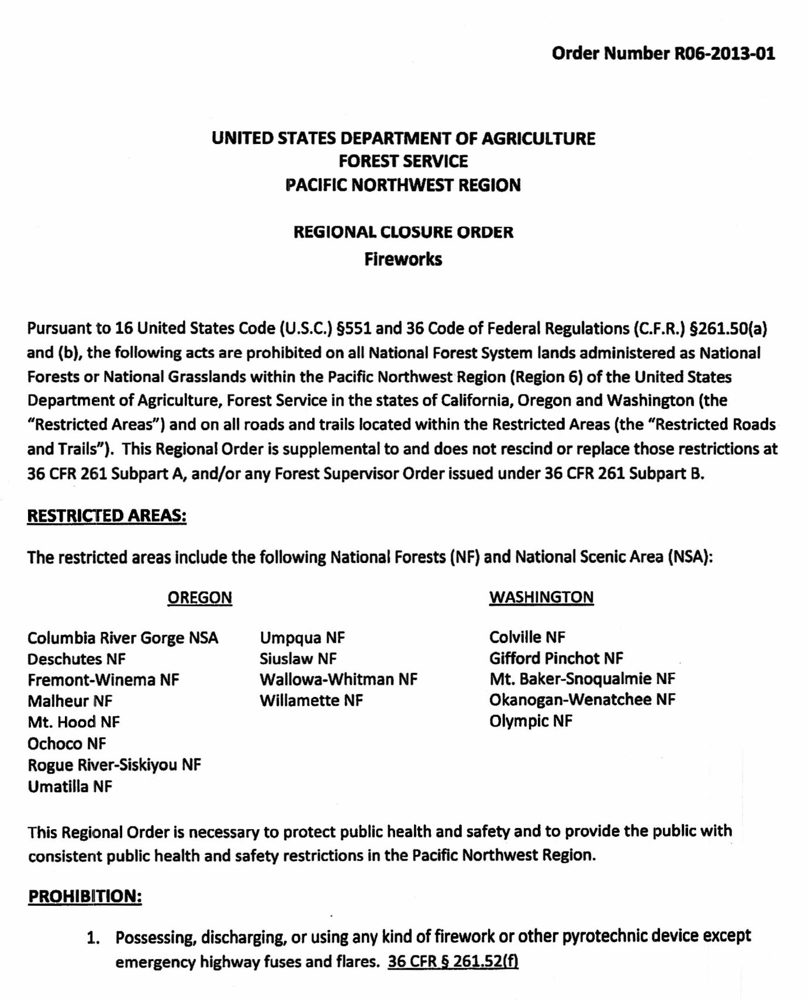 Order Number R06-2013-01
UNITED STATES DEPARTMENT OF AGRICULTURE
FOREST SERVICE
PACIFIC NORTHWEST REGION
REGIONAL CLOSURE ORDER
Fireworks
Pursuant to 16 United States Code (U.S.C.) §551 and 36 Code of Federal Regulations (C.F.R.) §261.50(a)
and (b), the following acts are prohibited on all National Forest System lands administered as National
Forests or National Grasslands within the Pacific Northwest Region (Region 6) of the United States
Department of Agriculture, Forest Service in the states of California, Oregon and Washington (the
“Restricted Areas”) and on all roads and trails located within the Restricted Areas (the “Restricted Roads
and Trails”). This Regional Order is supplemental to and does not rescind or replace those restrictions at
36 CFR 261 Subpart A, and/or any Forest Supervisor Order issued under 36 CFR 261 Subpart B.
RESTRICTED AREAS:
The restricted areas include the following National Forests (NF) and National Scenic Area (NSA):
OREGON
Columbia River Gorge NSA
Deschutes NF
Fremont-Winema NF
Malheur NF
Mt. Hood NF
Ochoco NF
Rogue River-Siskiyou NF
Umatilla NF
Umpqua NF
Siuslaw NF
Wallowa-Whitman NF
Willamette NF
WASHINGTON
Colville NF
Gifford Pinchot NF
Mt. Baker-Snoqualmie NF
Okanogan-Wenatchee NF
Olympic NF
This Regional Order is necessary to protect public health and safety and to provide the public with
consistent public health and safety restrictions in the Pacific Northwest Region.
PROHIBITION:
1. Possessing, discharging, or using any kind of firework or other pyrotechnic device except
emergency highway fuses and flares. 36 CFR § 261.52(f)